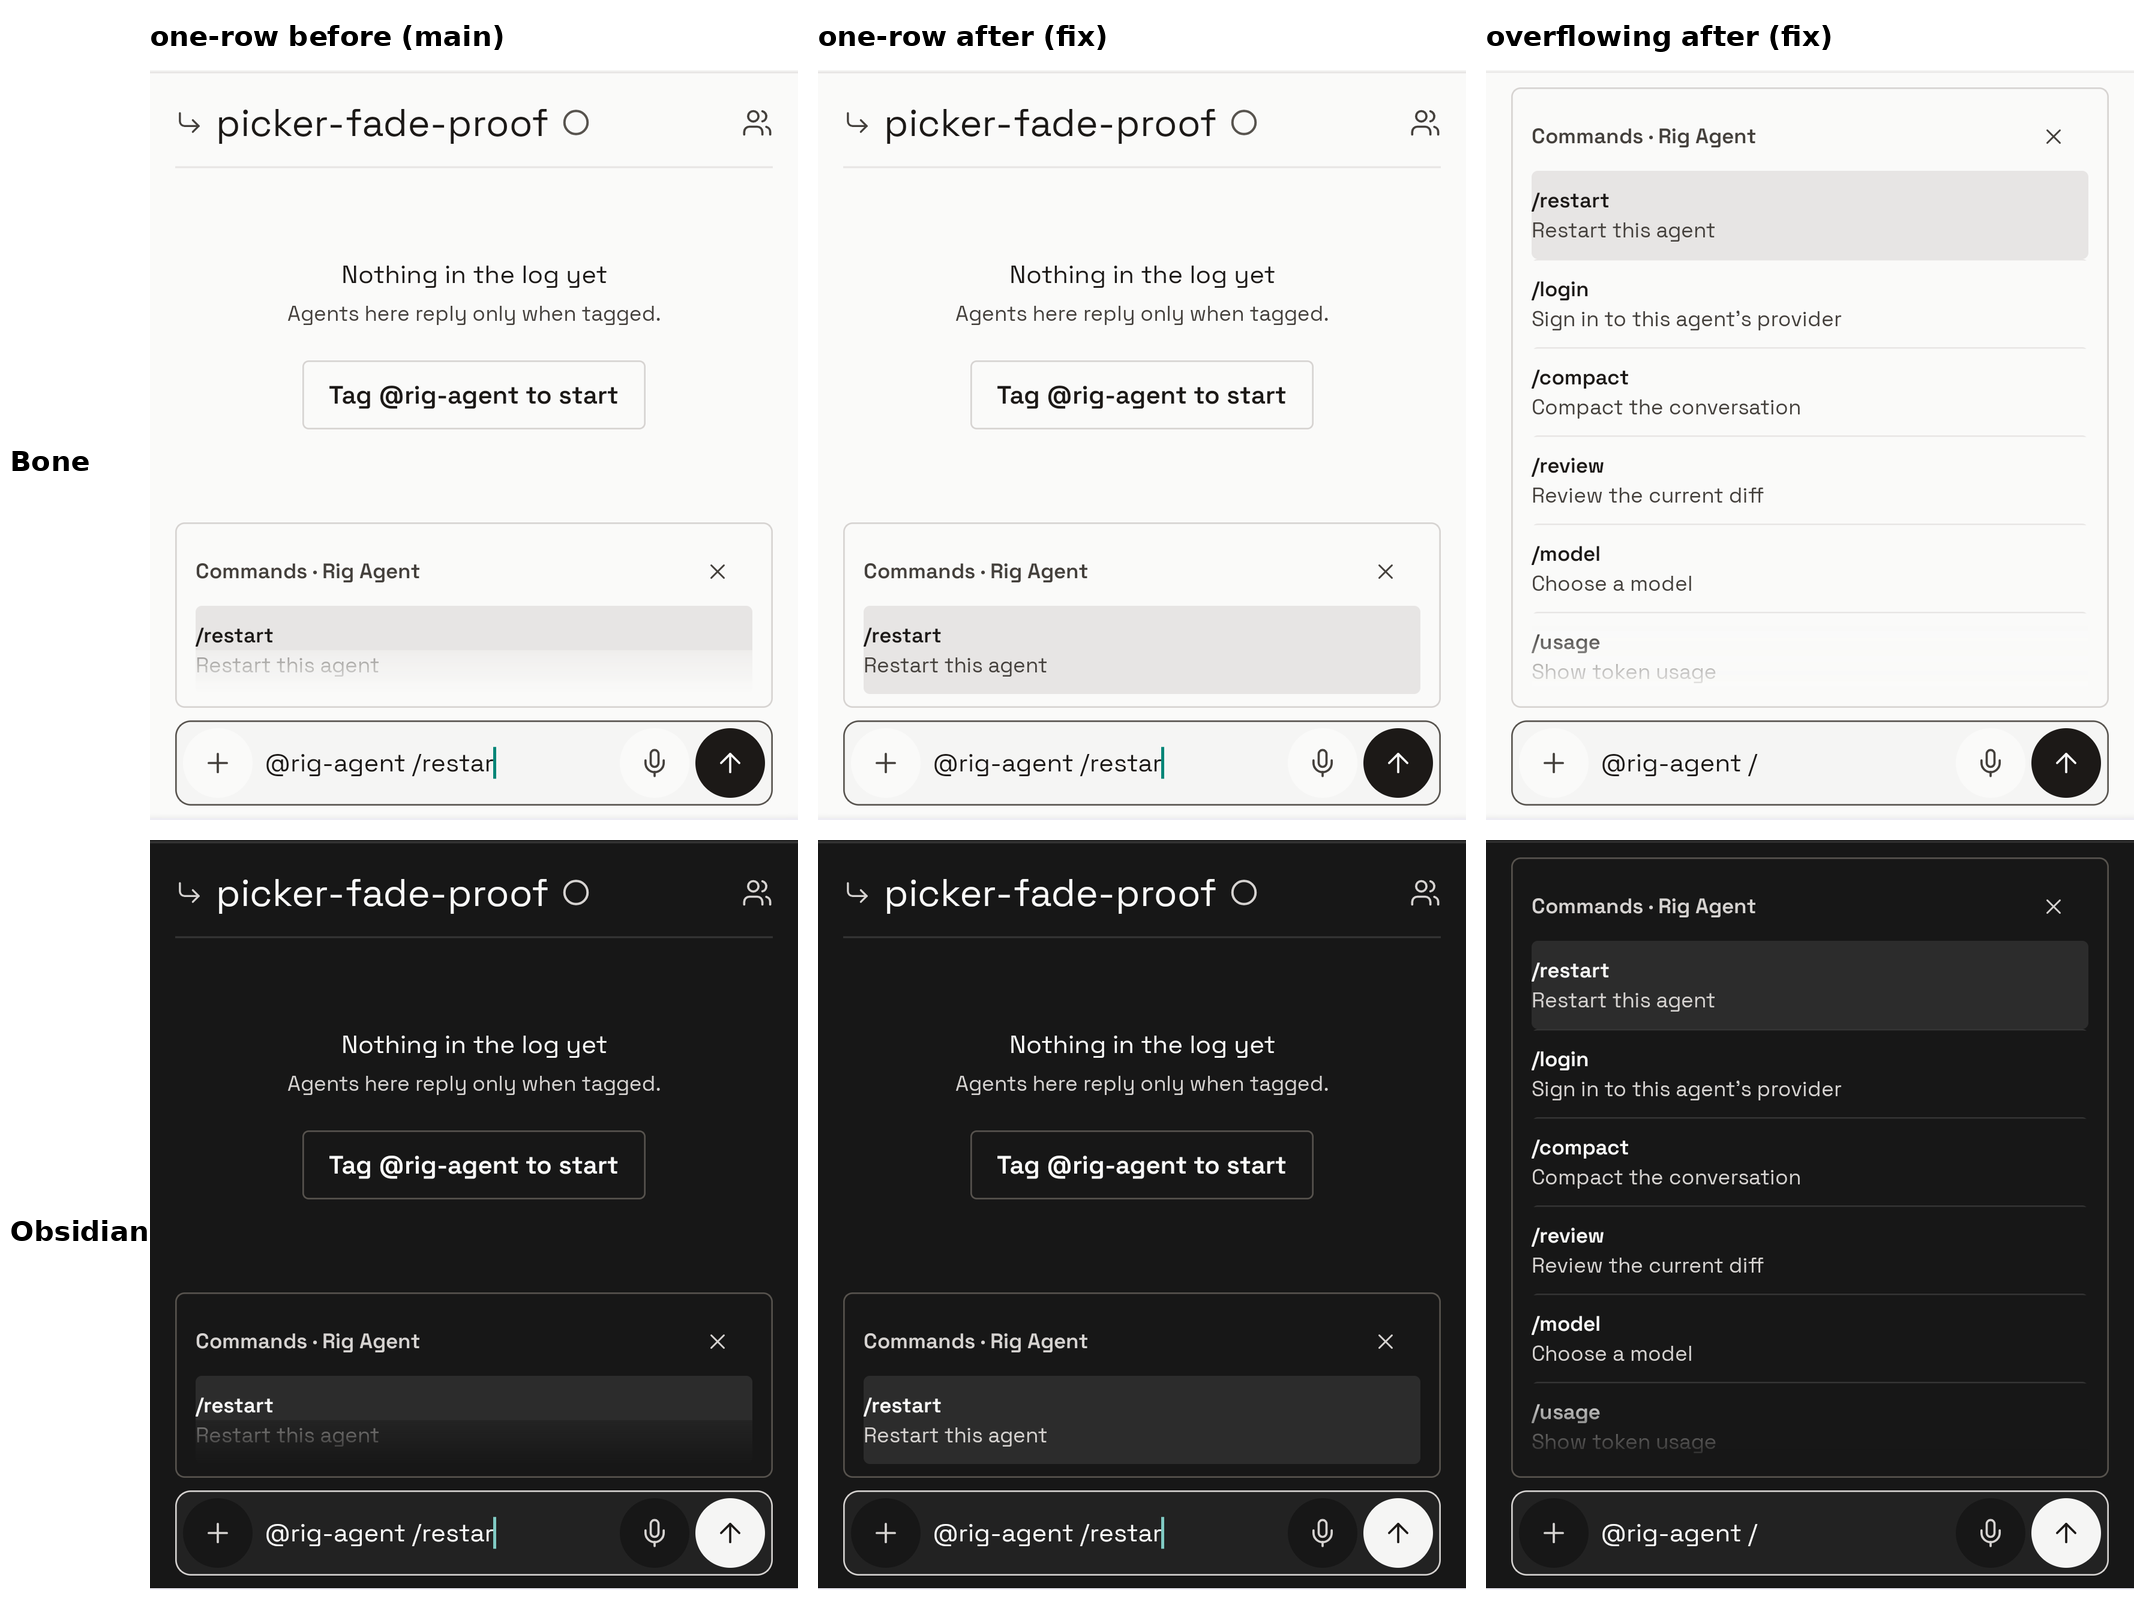 one-row before (main)
one-row after (fix)
overflowing after (fix)
Bone
picker-fade-proof
Nothing in the log yet
Agents here reply only when tagged.
Tag @rig-agent to start
Commands · Rig Agent
/restart
Restart this agent
@rig-agent /restar
picker-fade-proof
Nothing in the log yet
Agents here reply only when tagged.
Tag @rig-agent to start
Commands · Rig Agent
/restart
Restart this agent
@rig-agent /restar
Commands · Rig Agent
/restart
Restart this agent
/login
Sign in to this agent’s provider
/compact
Compact the conversation
/review
Review the current diff
/model
Choose a model
/usage
Show token usage
@rig-agent /
Obsidian
picker-fade-proof
Nothing in the log yet
Agents here reply only when tagged.
Tag @rig-agent to start
Commands · Rig Agent
/restart
Restart this agent
@rig-agent /restar
picker-fade-proof
Nothing in the log yet
Agents here reply only when tagged.
Tag @rig-agent to start
Commands · Rig Agent
/restart
Restart this agent
@rig-agent /restar
Commands · Rig Agent
/restart
Restart this agent
/login
Sign in to this agent’s provider
/compact
Compact the conversation
/review
Review the current diff
/model
Choose a model
/usage
Show token usage
@rig-agent /